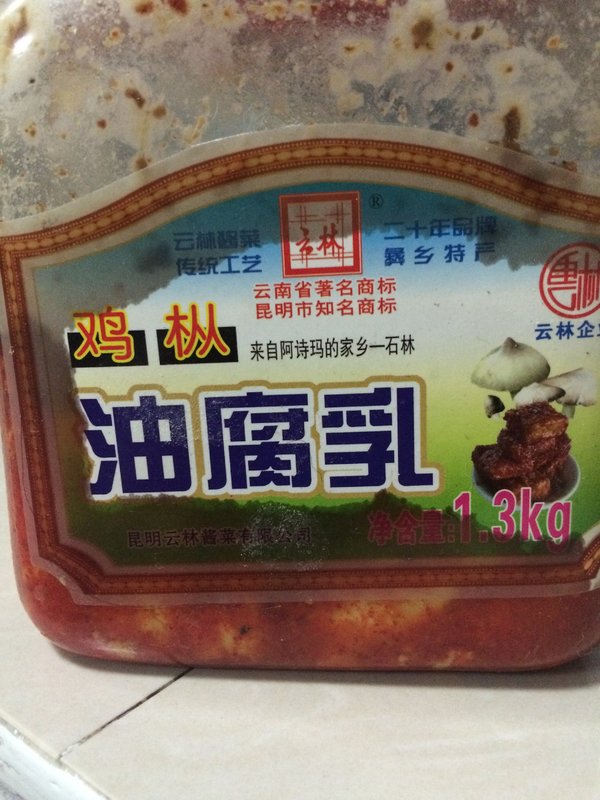 云林酱菜
传统工艺
云林
®
二十年品牌
彝乡特产
云南省著名商标
昆明市知名商标
云林
云林企业
鸡枞
来自阿诗玛的家乡—石林
油腐乳
净含量:1.3kg
昆明云林酱菜有限公司